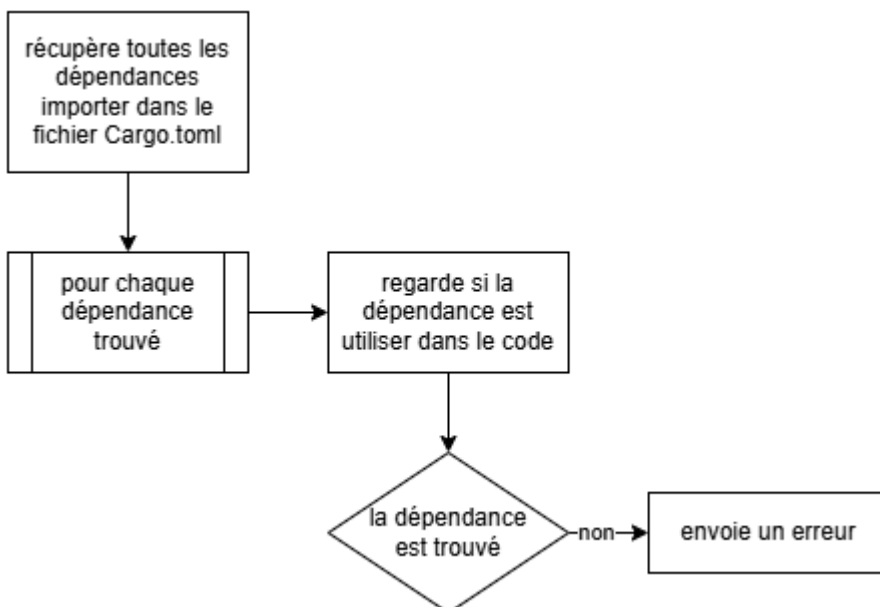 récupère toutes les
dépendances
importer dans le
fichier Cargo.toml
pour chaque
dépendance
trouvé
regarde si la
dépendance est
utiliser dans le code
la dépendance
est trouvé
non
envoie un erreur